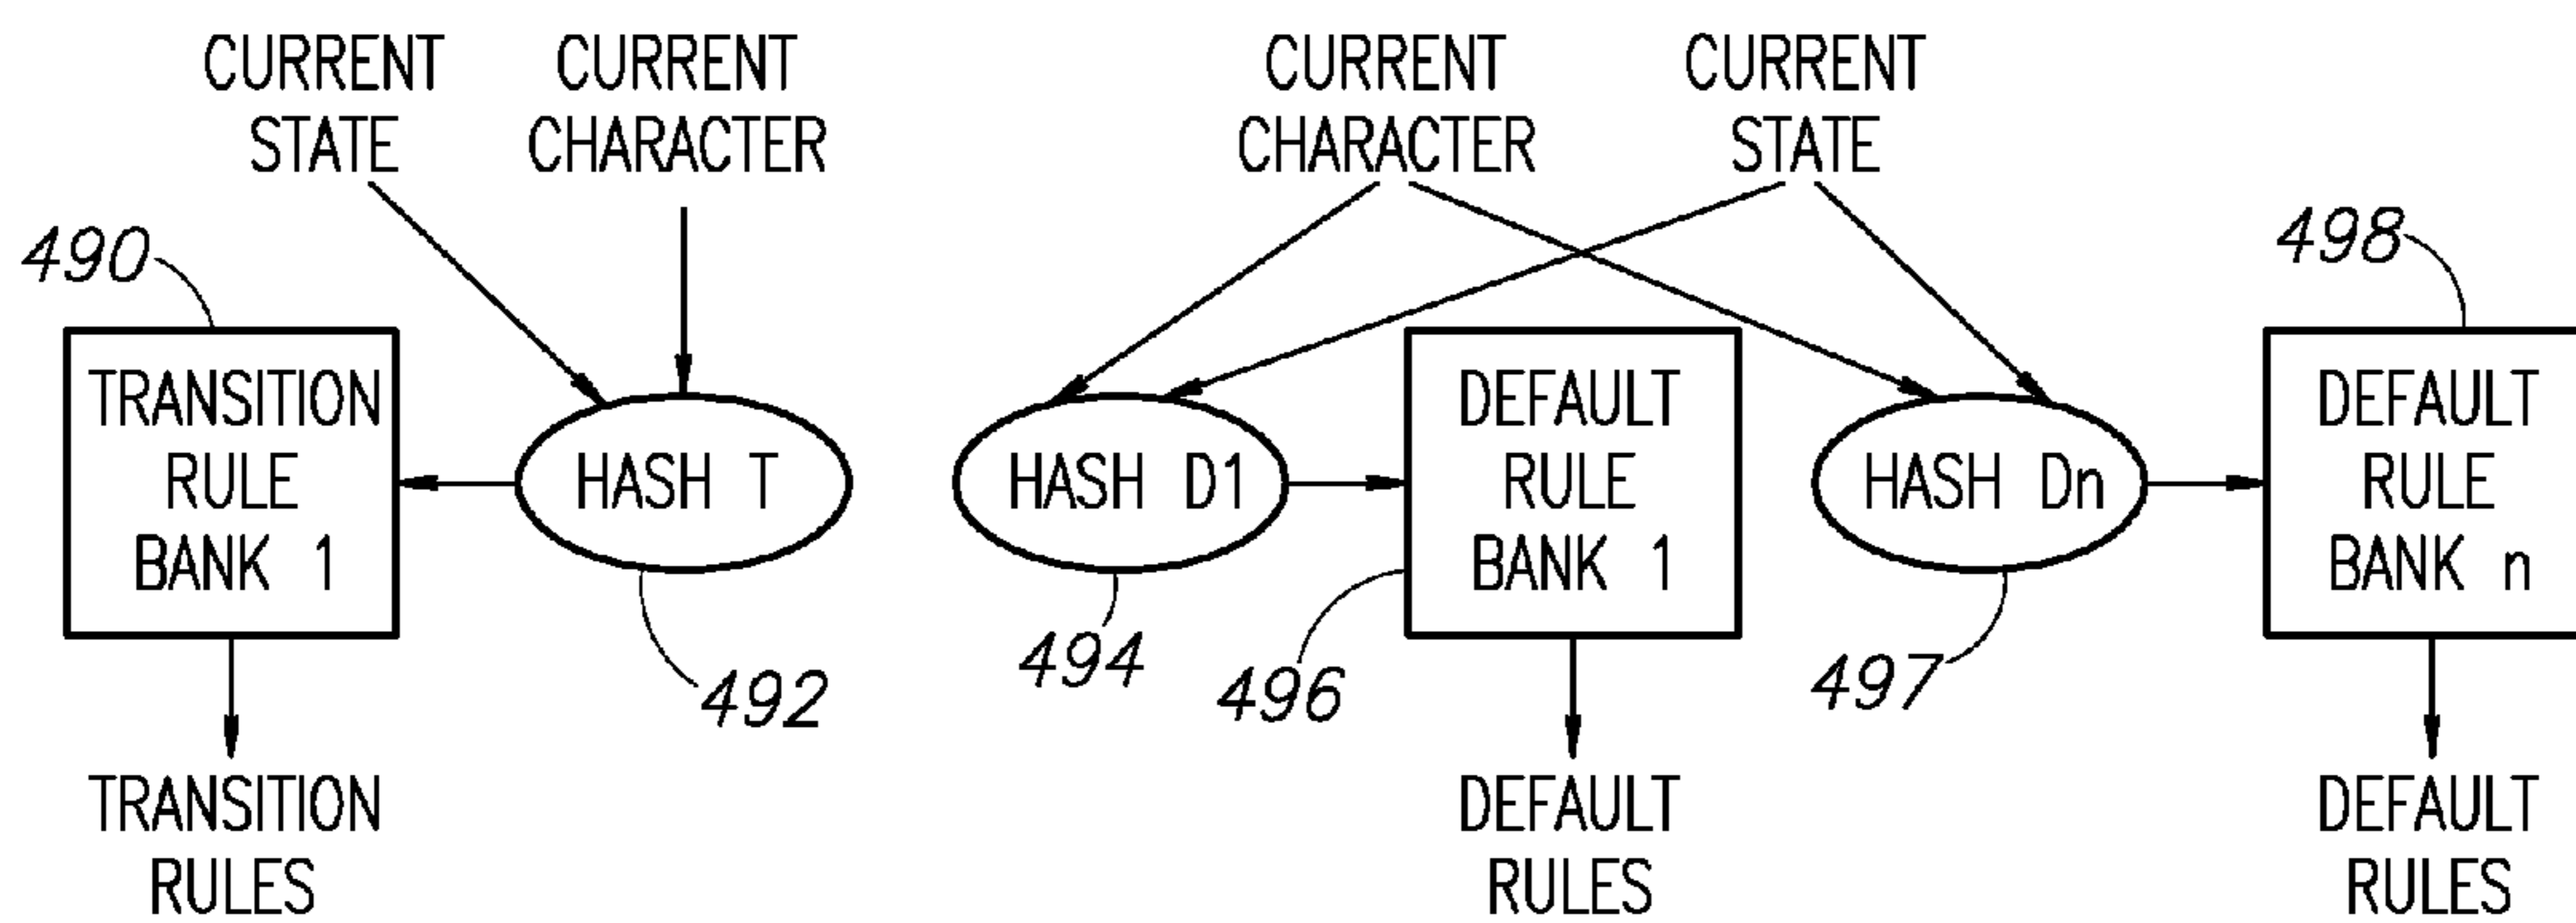 CURRENT
STATE
CURRENT
CHARACTER
CURRENT
CHARACTER
CURRENT
STATE
490
498
TRANSITION
RULE
BANK 1
HASH T
HASH D1
DEFAULT
RULE
BANK 1
HASH Dn
DEFAULT
RULE
BANK n
492
494
496
497
TRANSITION
RULES
DEFAULT
RULES
DEFAULT
RULES